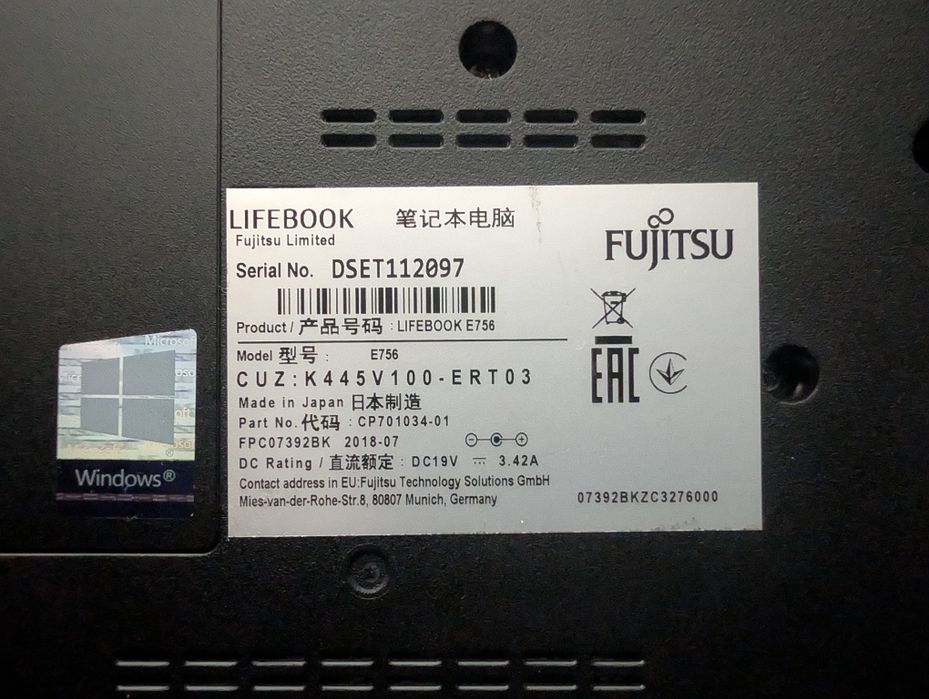 LIFEBOOK 笔记本电脑
Fujitsu Limited
FUJITSU
Serial No. DSET112097
Product / 产品号码 : LIFEBOOK E756
Model 型号 : E756
CUZ:K445V100-ERT03
Made in Japan 日本制造
Part No. 代码 : CP701034-01
FPC07392BK 2018-07
DC Rating / 直流额定 : DC19V ⎓ 3.42A
Contact address in EU:Fujitsu Technology Solutions GmbH
Mies-van-der-Rohe-Str.8, 80807 Munich, Germany
07392BKZC3276000
EAC
Microsoft
Windows®